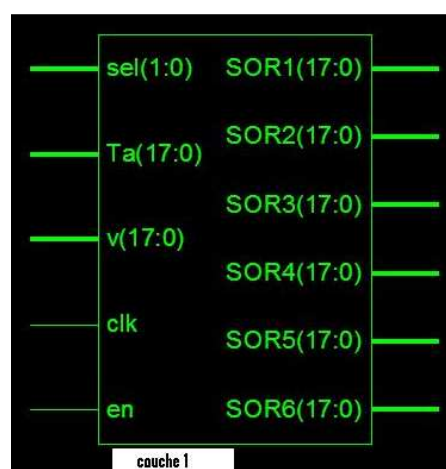 sel(1:0) SOR1(17:0)
SOR2(17:0)
Ta(17:0)
SOR3(17:0)
v(17:0)
SOR4(17:0)
clk
SOR5(17:0)
en SOR6(17:0)
couche 1